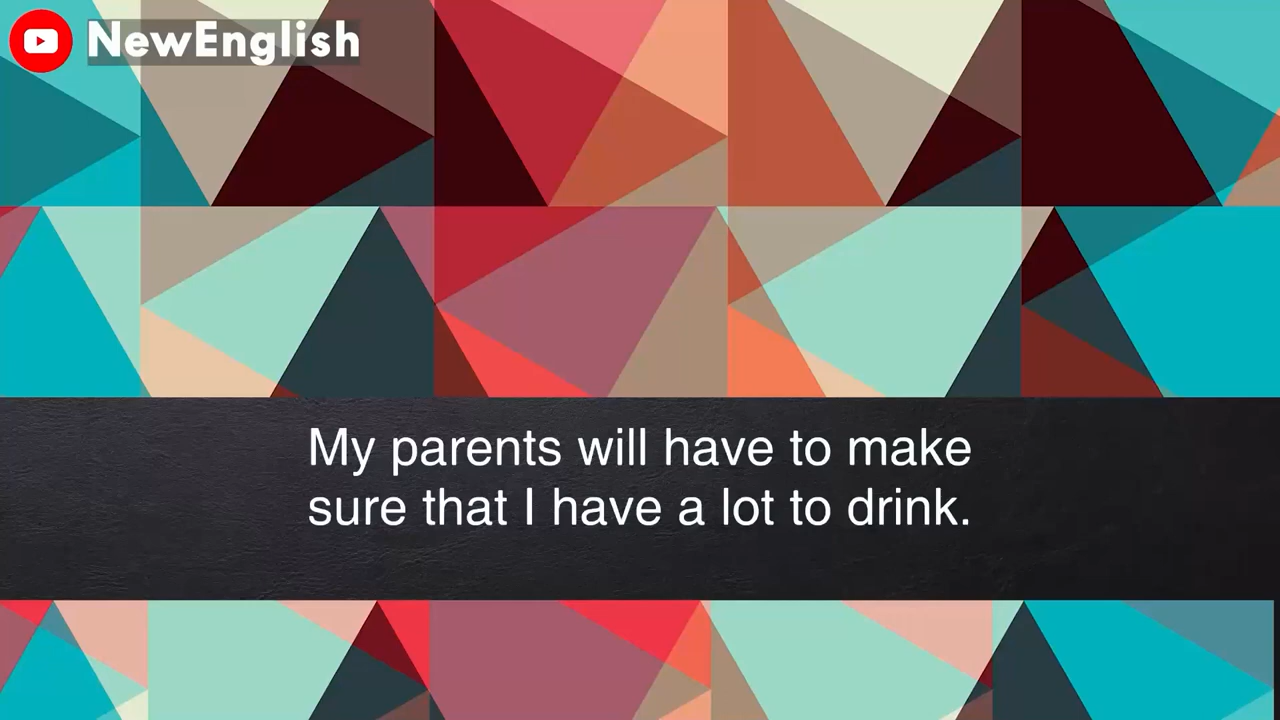 NewEnglish
My parents will have to make
sure that I have a lot to drink.